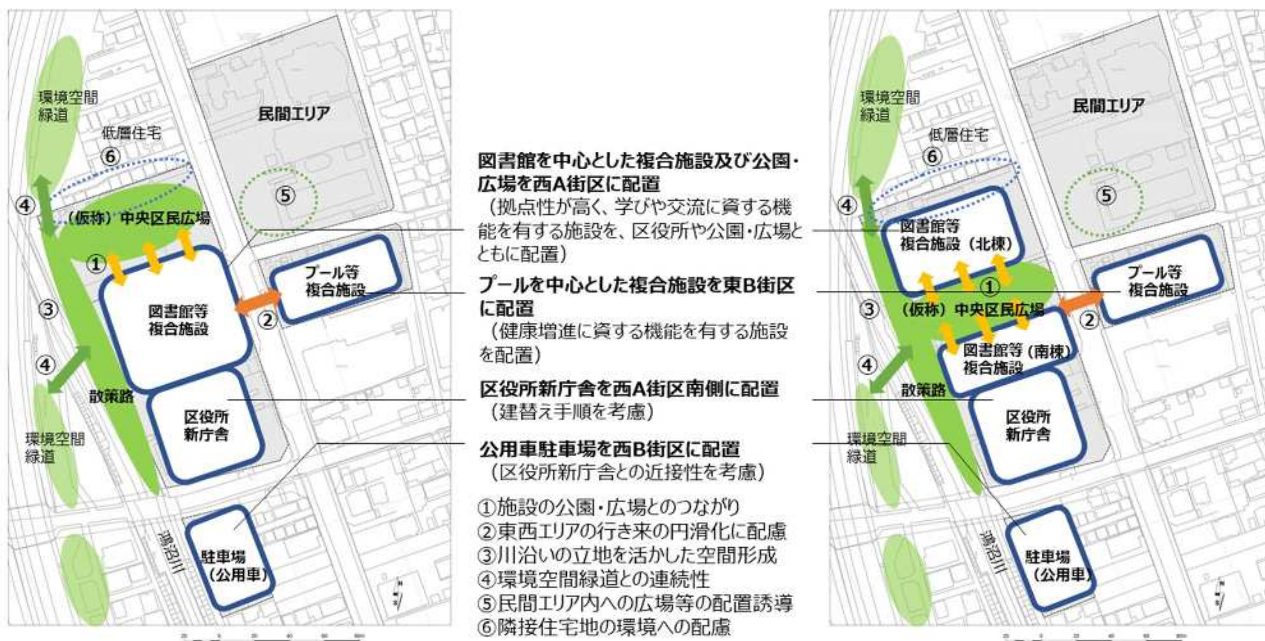 環境空間
緑道
低層住宅
⑥
民間エリア
⑤
④
（仮称）中央区民広場
①
プール等
複合施設
③
図書館等
複合施設
②
④
散策路
区役所
新庁舎
環境空間
緑道
鴻沼川
駐車場
（公用車）
図書館を中心とした複合施設及び公園・
広場を西A街区に配置
（拠点性が高く、学びや交流に資する機
能を有する施設を、区役所や公園・広場と
ともに配置）
プールを中心とした複合施設を東B街区
に配置
（健康増進に資する機能を有する施設
を配置）
区役所新庁舎を西A街区南側に配置
（建替え手順を考慮）
公用車駐車場を西B街区に配置
（区役所新庁舎との近接性を考慮）
①施設の公園・広場とのつながり
②東西エリアの行き来の円滑化に配慮
③川沿いの立地を活かした空間形成
④環境空間緑道との連続性
⑤民間エリア内への広場等の配置誘導
⑥隣接住宅地の環境への配慮
環境空間
緑道
低層住宅
⑥
民間エリア
⑤
④
図書館等
複合施設（北棟）
プール等
複合施設
①
③
（仮称）中央区民広場
②
図書館等
複合施設（南棟）
④
散策路
区役所
新庁舎
環境空間
緑道
鴻沼川
駐車場
（公用車）